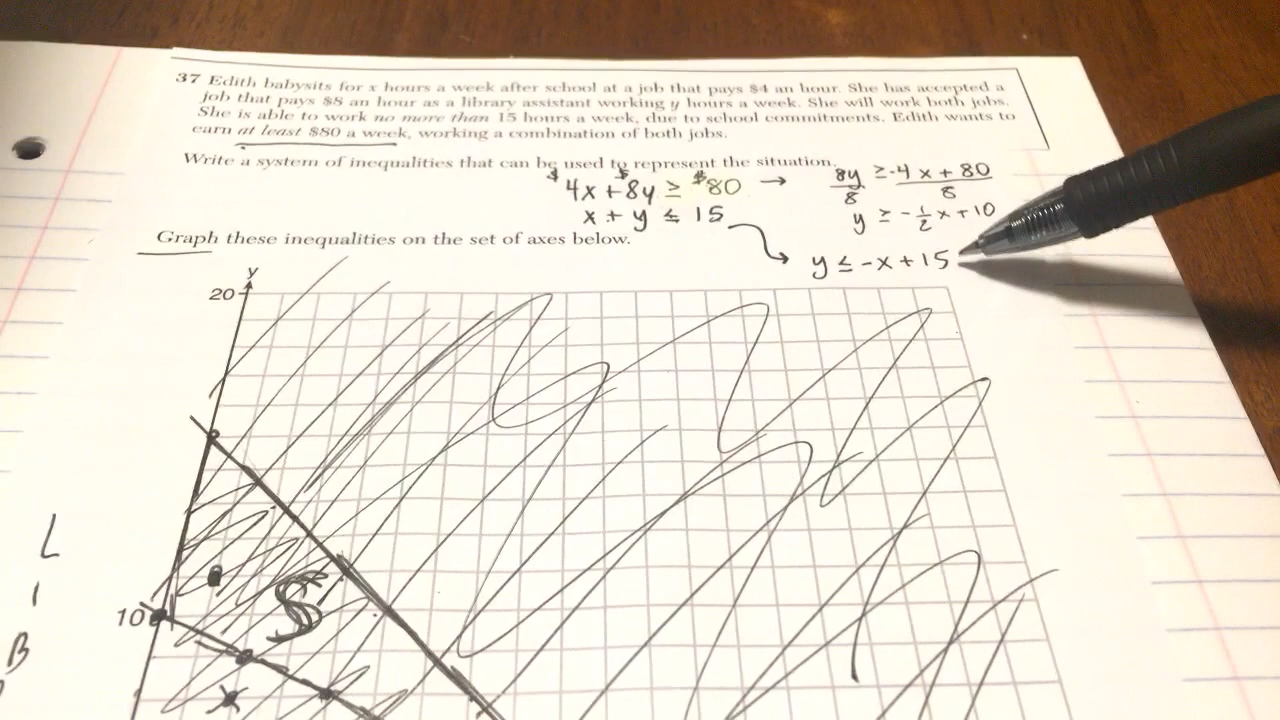 37 Edith babysits for x hours a week after school at a job that pays $4 an hour. She has accepted a
job that pays $8 an hour as a library assistant working y hours a week. She will work both jobs.
She is able to work no more than 15 hours a week, due to school commitments. Edith wants to
earn at least $80 a week, working a combination of both jobs.
Write a system of inequalities that can be used to represent the situation.
$4x + $8y ≥ $80 → 8y/8 ≥ -4x + 80/8
x + y ≤ 15
y ≥ -1/2 x + 10
Graph these inequalities on the set of axes below.
y ≤ -x + 15
y
20
$
10
L
I
B